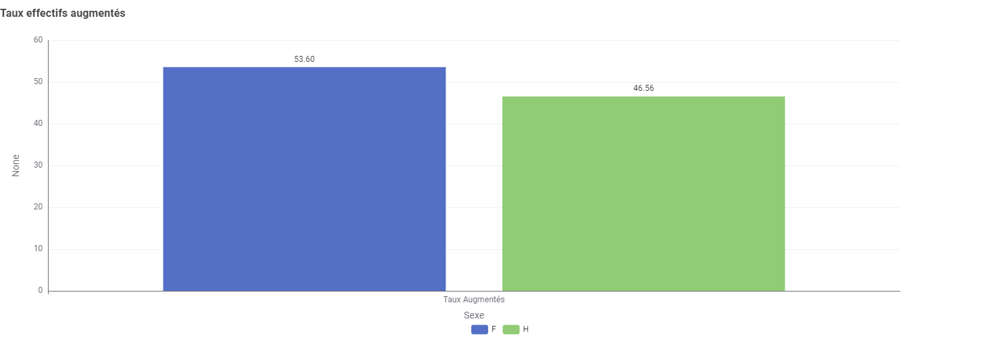 Taux effectifs augmentés
60
50
40
30
20
10
0
None
53.60
46.56
Taux Augmentés
Sexe
F
H